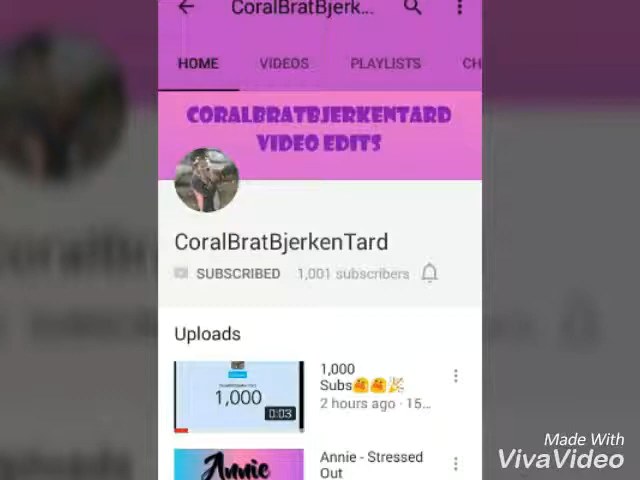 CoralBratBjerk...
HOME VIDEOS PLAYLISTS CH
CORALBRATBJERKENTARD
VIDEO EDITS
CoralBratBjerkenTard
SUBSCRIBED 1,001 subscribers
Uploads
1,000
0:03
1,000
Subs😲😲🎉
2 hours ago · 15...
Annie
Annie - Stressed
Out
Made With
VivaVideo